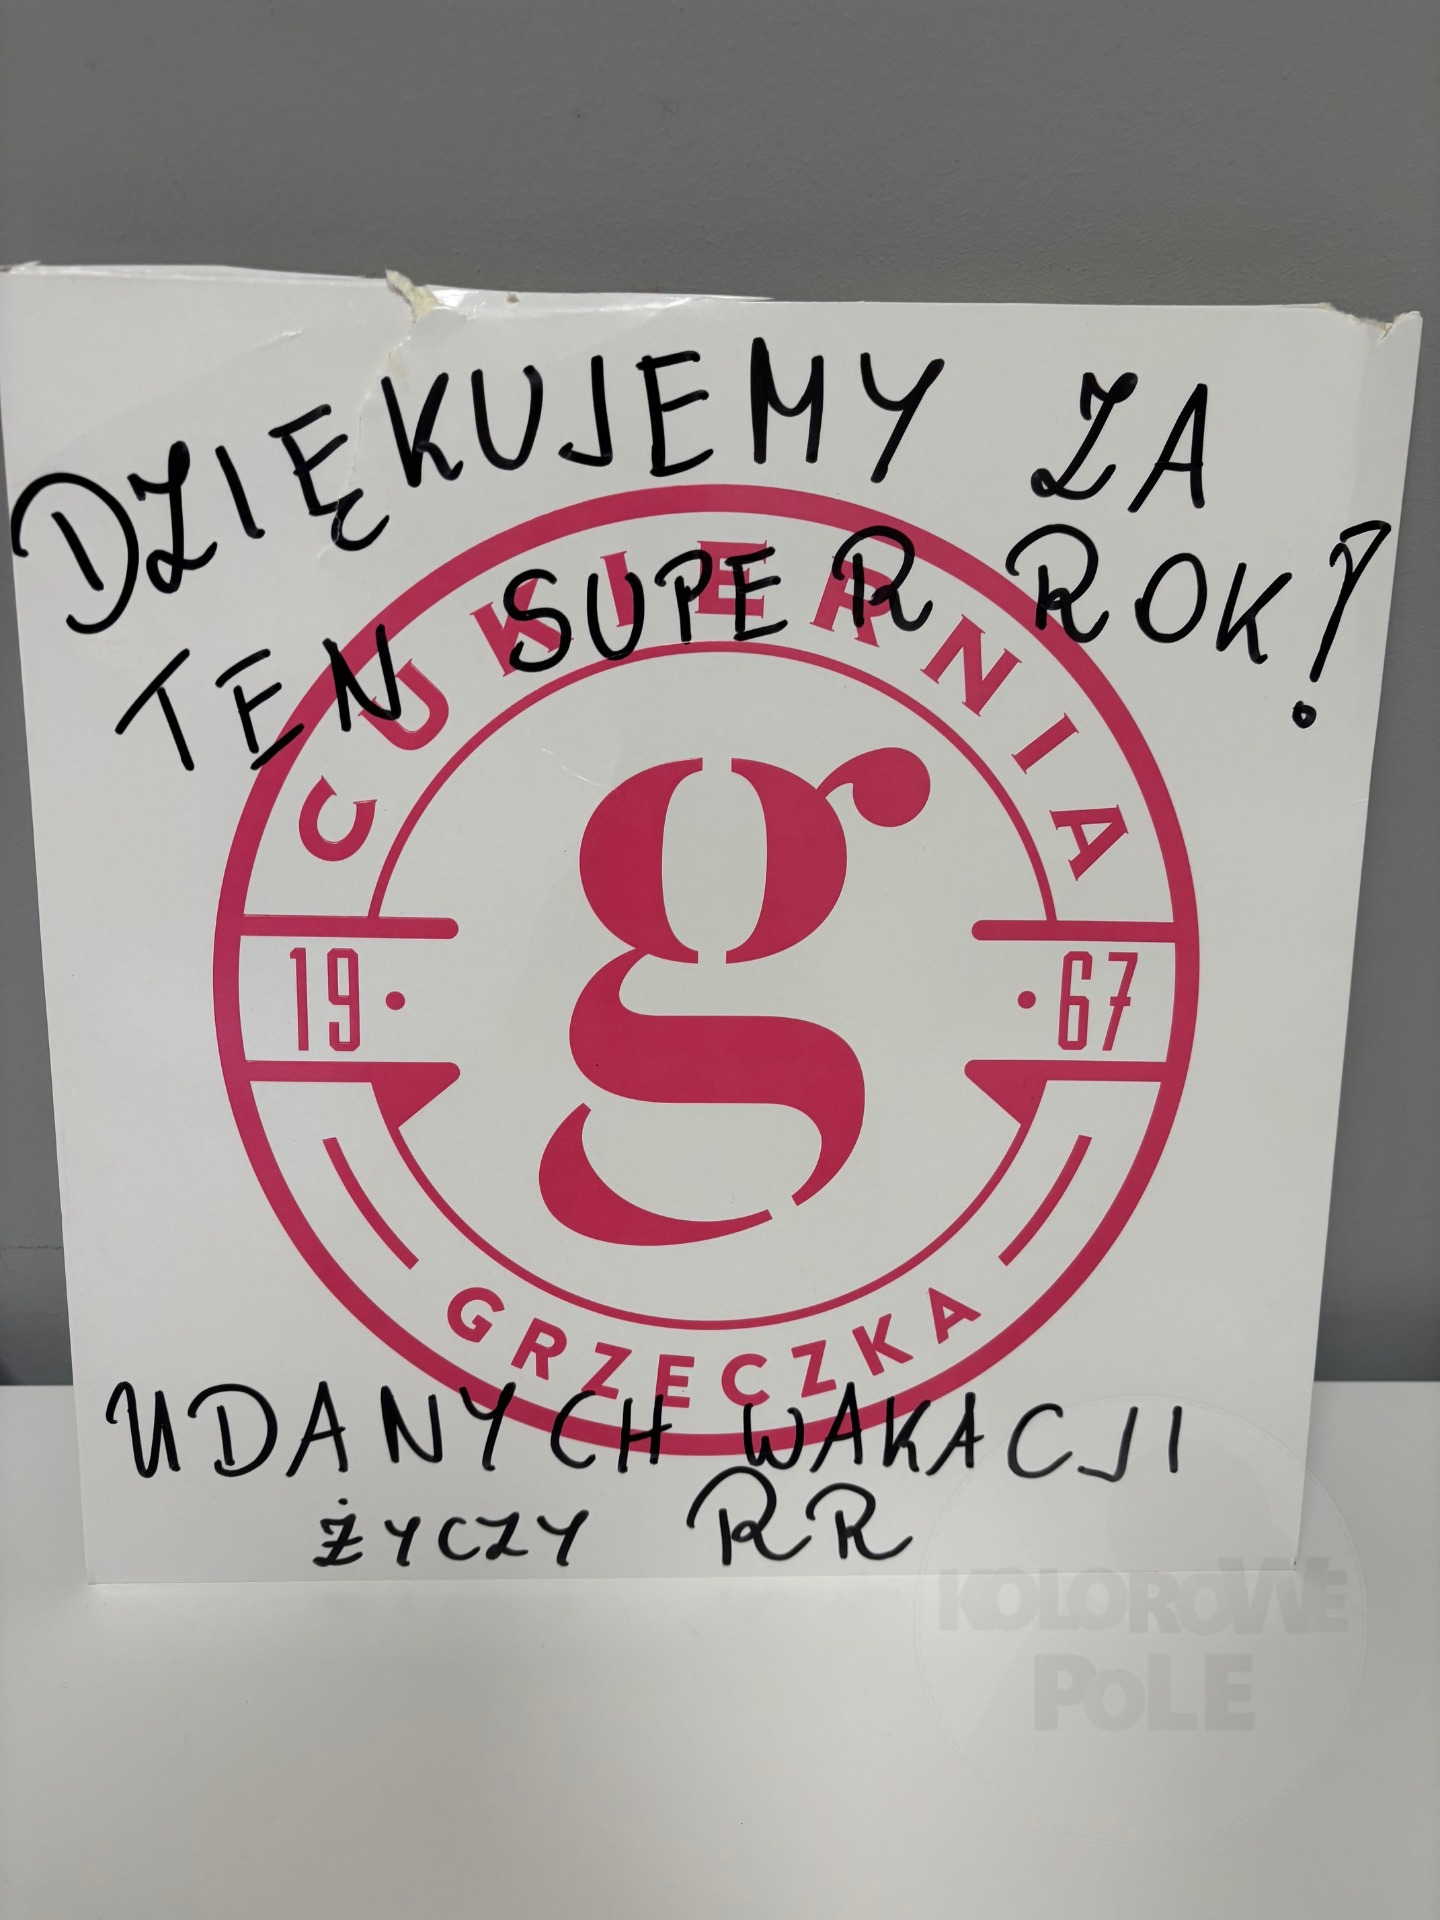 DZIĘKUJEMY ZA
TEN SUPER ROK!
CUKIERNIA
19 · · 67
g
GRZECZKA
UDANYCH WAKACJI
ŻYCZY RR
KOLOROWE
POLE